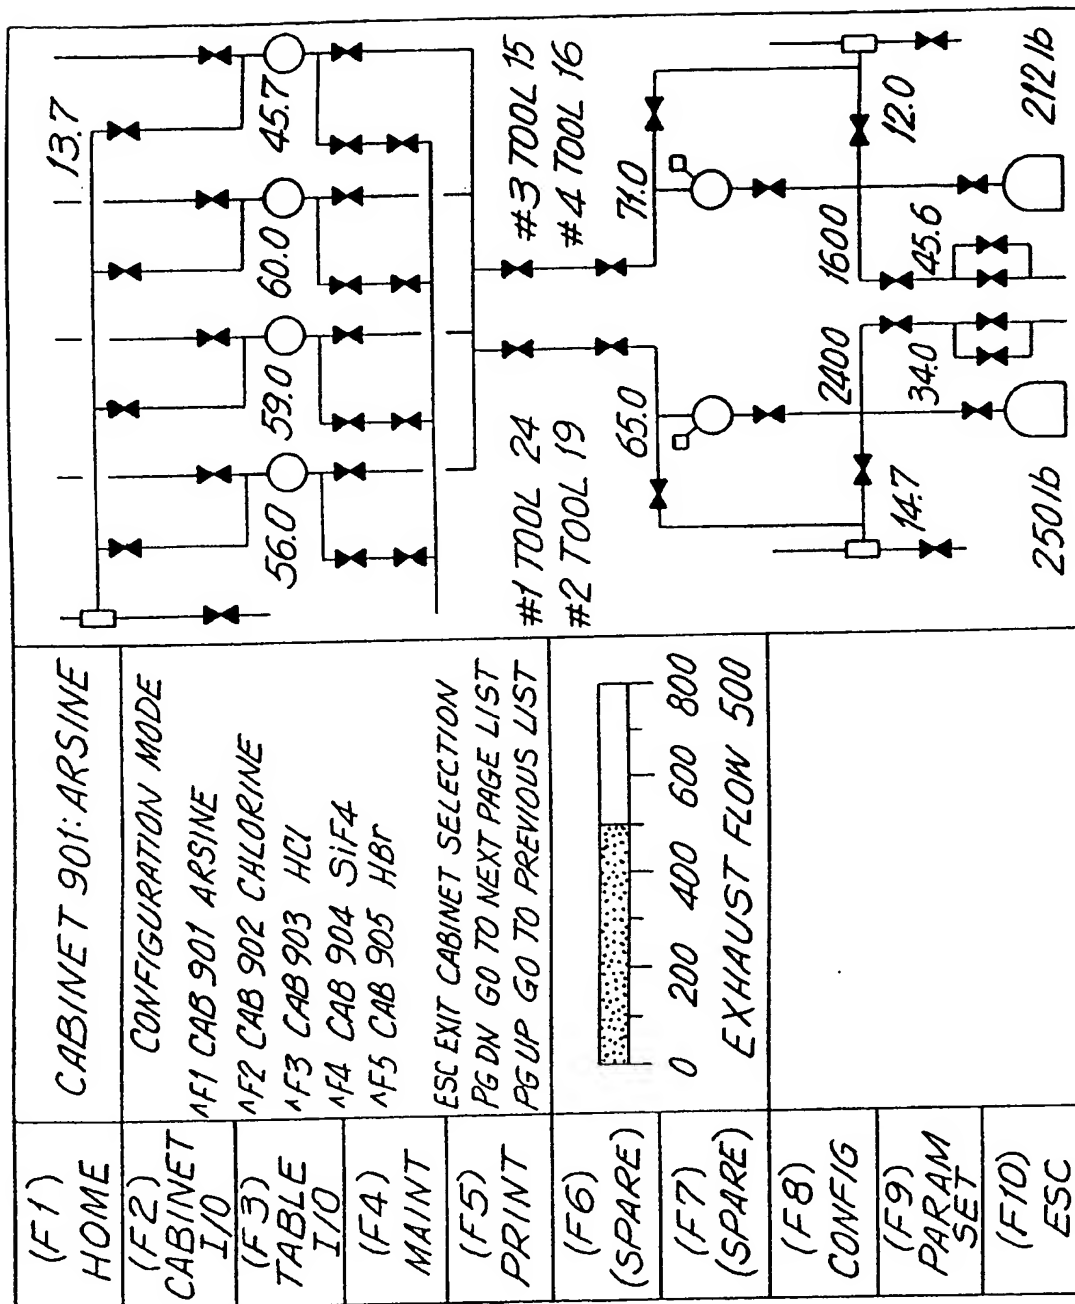 (F1)
HOME
(F2)
CABINET
I/O
(F3)
TABLE
I/O
(F4)
MAINT
(F5)
PRINT
(F6)
(SPARE)
(F7)
(SPARE)
(F8)
CONFIG
(F9)
PARAM
SET
(F10)
ESC
CABINET 901: ARSINE
CONFIGURATION MODE
^F1 CAB 901 ARSINE
^F2 CAB 902 CHLORINE
^F3 CAB 903 HCl
^F4 CAB 904 SiF4
^F5 CAB 905 HBr
ESC EXIT CABINET SELECTION
PG DN GO TO NEXT PAGE LIST
PG UP GO TO PREVIOUS LIST
0 200 400 600 800
EXHAUST FLOW 500
13.7
56.0 59.0 60.0 45.7
#1 TOOL 24 #3 TOOL 15
#2 TOOL 19 #4 TOOL 16
65.0 71.0
2400 1600
14.7 34.0 45.6 12.0
250 lb 212 lb